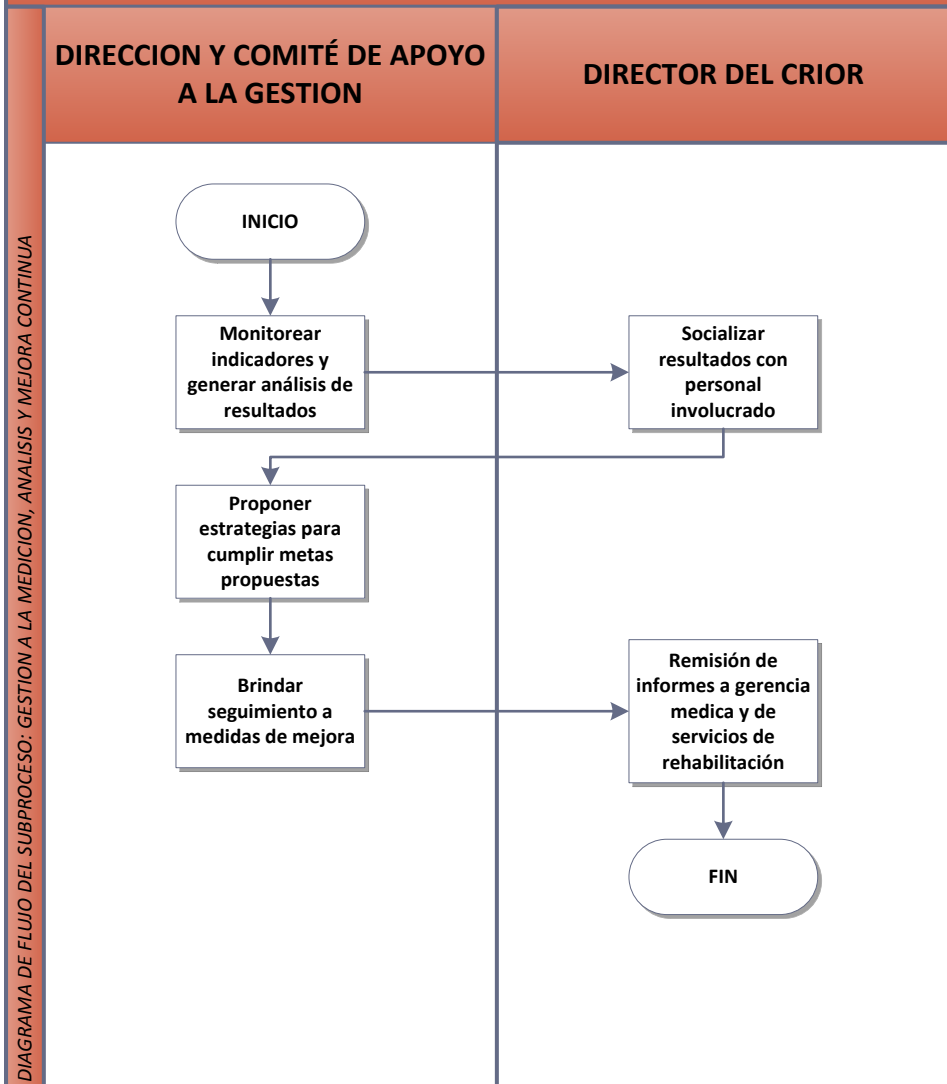 DIRECCION Y COMITÉ DE APOYO
A LA GESTION
DIRECTOR DEL CRIOR
DIAGRAMA DE FLUJO DEL SUBPROCESO: GESTION A LA MEDICION, ANALISIS Y MEJORA CONTINUA
INICIO
Monitorear
indicadores y
generar análisis de
resultados
Socializar
resultados con
personal
involucrado
Proponer
estrategias para
cumplir metas
propuestas
Brindar
seguimiento a
medidas de mejora
Remisión de
informes a gerencia
medica y de
servicios de
rehabilitación
FIN